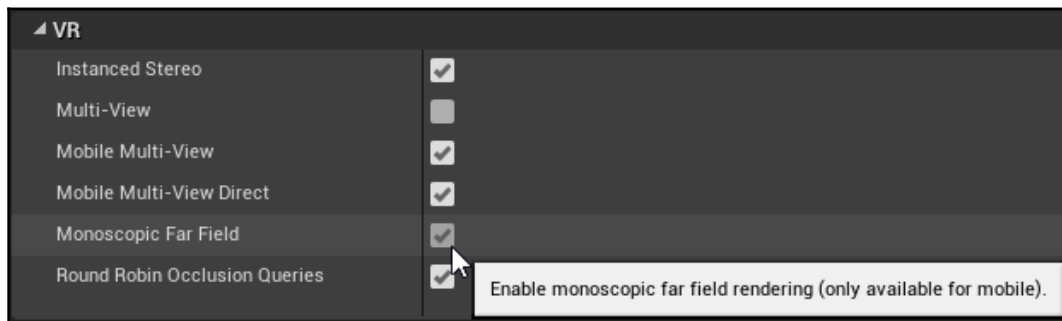 VR
Instanced Stereo
Multi-View
Mobile Multi-View
Mobile Multi-View Direct
Monoscopic Far Field
Round Robin Occlusion Queries
Enable monoscopic far field rendering (only available for mobile).